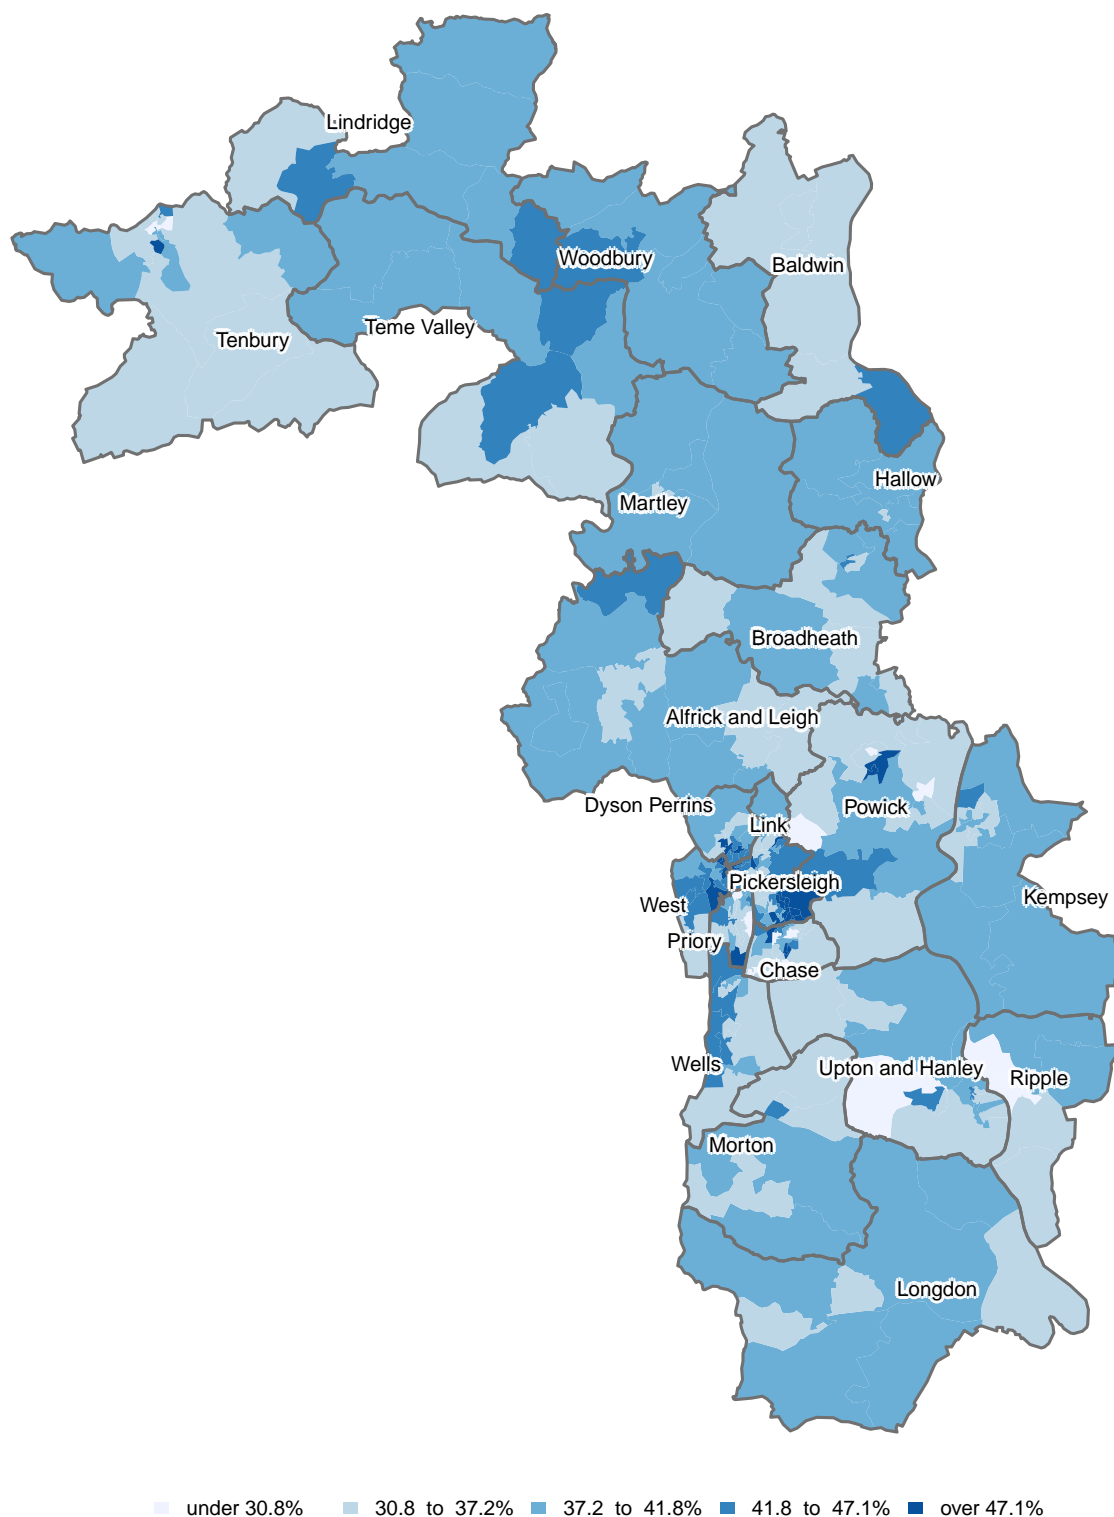 Lindridge
Woodbury
Baldwin
Teme Valley
Tenbury
Hallow
Martley
Broadheath
Alfrick and Leigh
Dyson Perrins
Powick
Link
Pickersleigh
Kempsey
West
Priory
Chase
Wells
Upton and Hanley
Ripple
Morton
Longdon
under 30.8% 30.8 to 37.2% 37.2 to 41.8% 41.8 to 47.1% over 47.1%